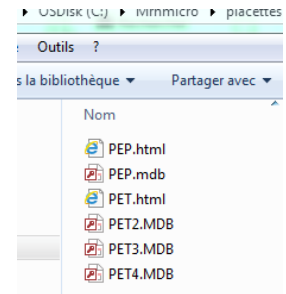 OSDisk (C:) ▸ Mrnmicro ▸ placettes
Outils ?
s la bibliothèque ▼ Partager avec ▼
Nom
PEP.html
PEP.mdb
PET.html
PET2.MDB
PET3.MDB
PET4.MDB